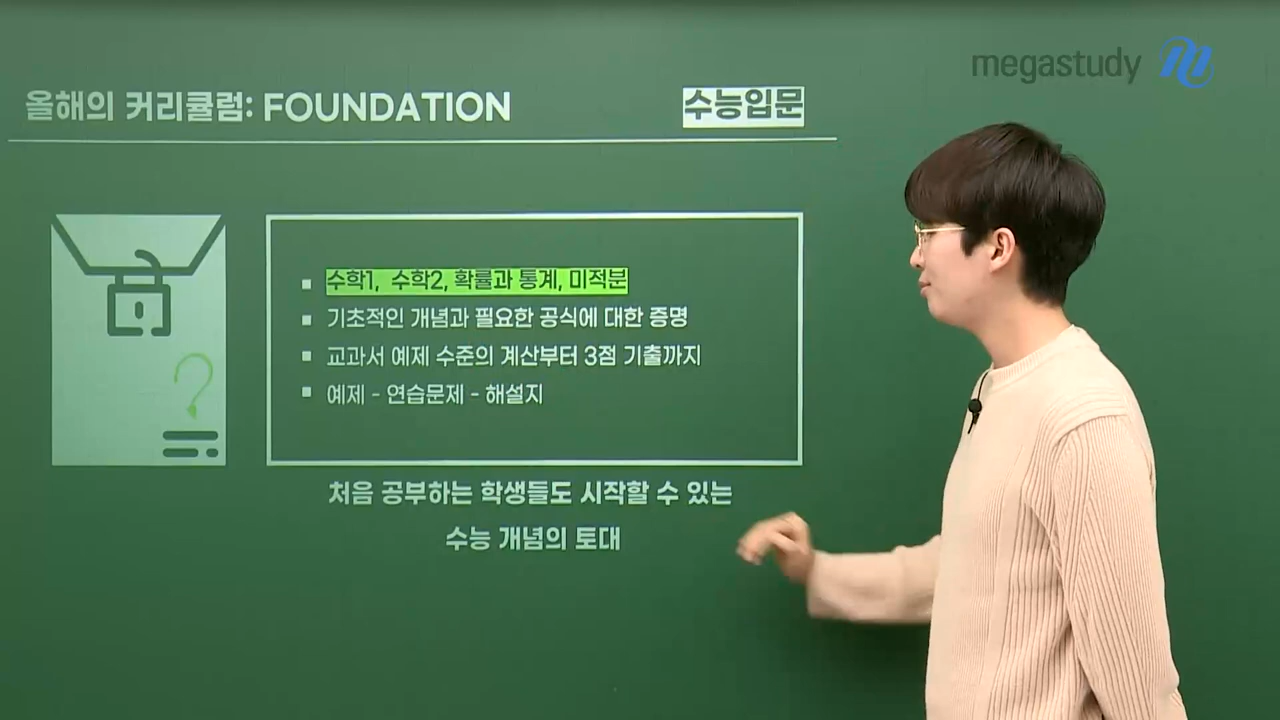 megastudy
올해의 커리큘럼: FOUNDATION
수능입문
수학1, 수학2, 확률과 통계, 미적분
기초적인 개념과 필요한 공식에 대한 증명
교과서 예제 수준의 계산부터 3점 기출까지
예제 - 연습문제 - 해설지
?
처음 공부하는 학생들도 시작할 수 있는
수능 개념의 토대